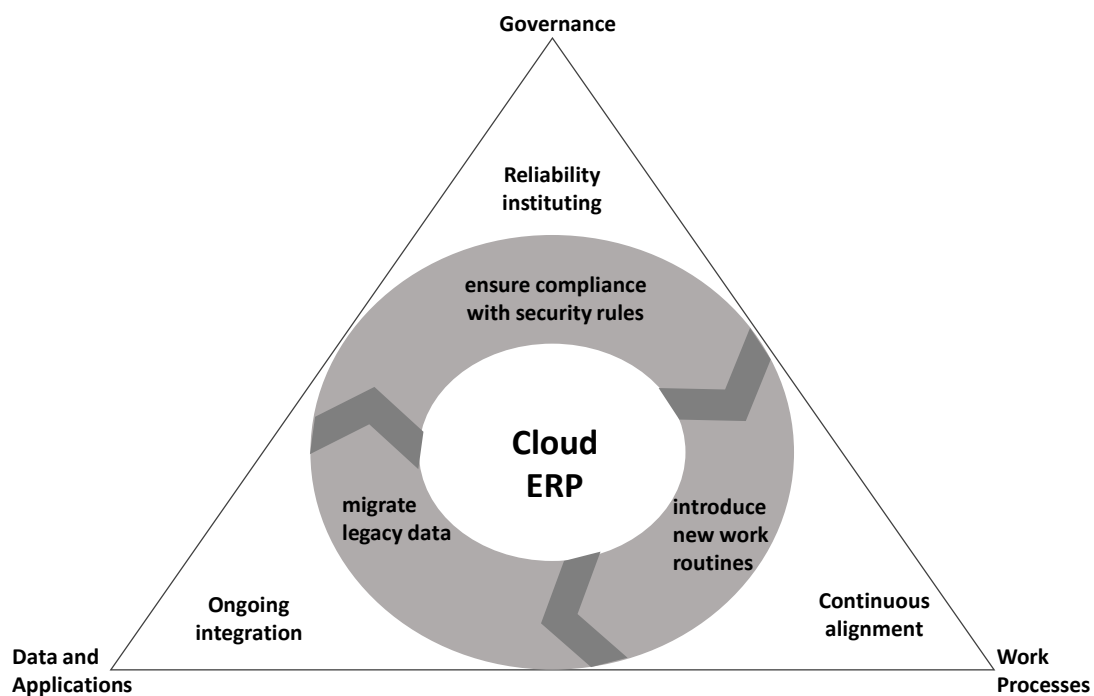 Governance
Reliability
instituting
ensure compliance
with security rules
Cloud
ERP
migrate
legacy data
introduce
new work
routines
Ongoing
integration
Continuous
alignment
Data and
Applications
Work
Processes